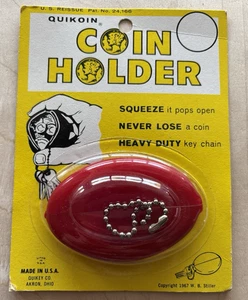 U.S. REISSUE Pat. No. 24,166
QUIKOIN
COIN
HOLDER
SQUEEZE it pops open
NEVER LOSE a coin
HEAVY DUTY key chain
MADE IN U.S.A.
QUIKEY CO.
AKRON, OHIO
Copyright 1967 W. B. Stiller